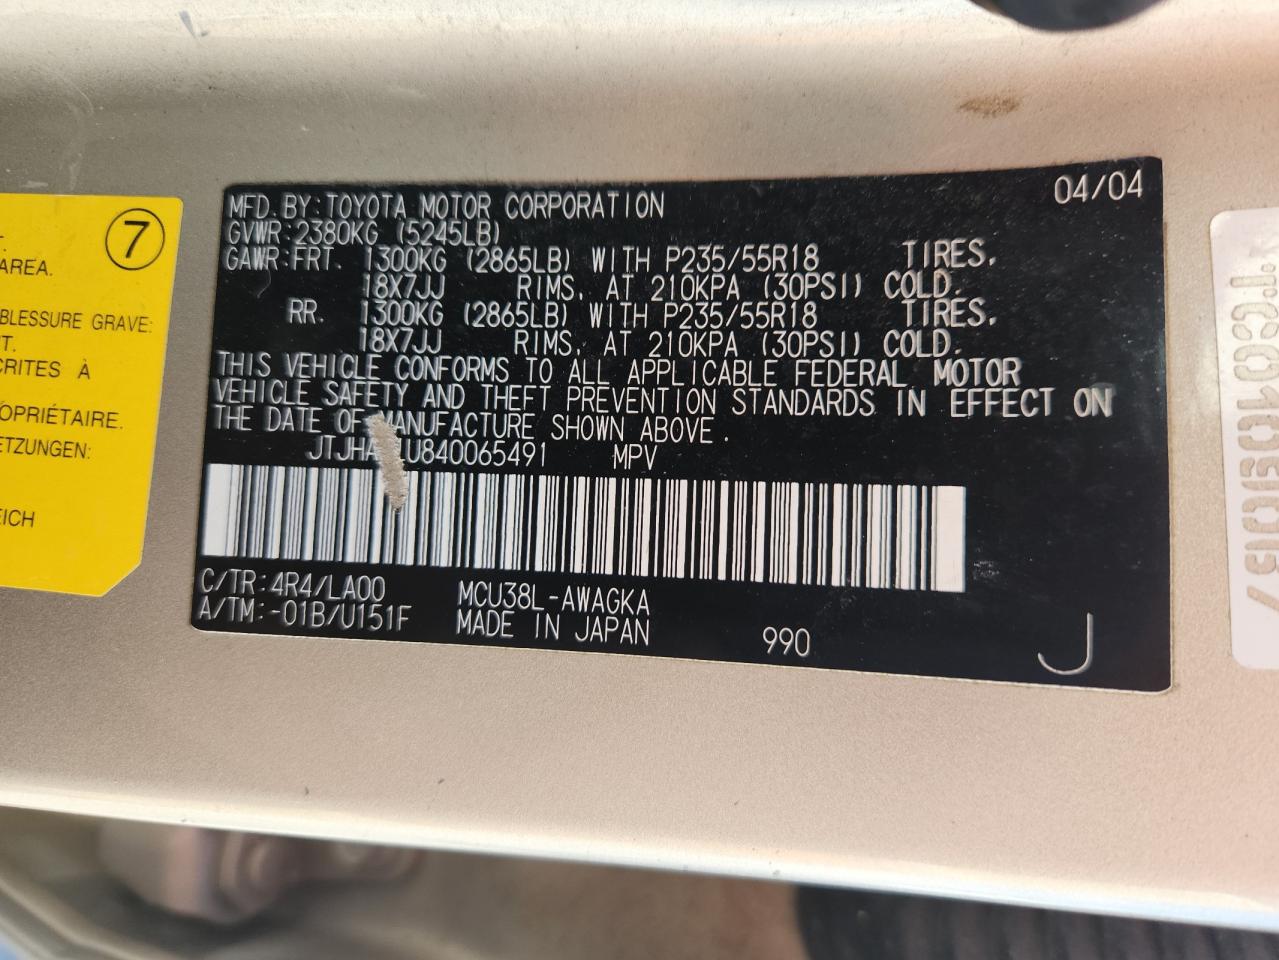 7
AREA.
BLESSURE GRAVE:
CRITES À
OPRIÉTAIRE.
ETZUNGEN:
EICH
MFD. BY: TOYOTA MOTOR CORPORATION 04/04
GVWR: 2380KG (5245LB)
GAWR: FRT. 1300KG (2865LB) WITH P235/55R18 TIRES,
18X7JJ RIMS, AT 210KPA (30PSI) COLD.
RR. 1300KG (2865LB) WITH P235/55R18 TIRES,
18X7JJ RIMS, AT 210KPA (30PSI) COLD.
THIS VEHICLE CONFORMS TO ALL APPLICABLE FEDERAL MOTOR
VEHICLE SAFETY AND THEFT PREVENTION STANDARDS IN EFFECT ON
THE DATE OF MANUFACTURE SHOWN ABOVE.
MPV
C/TR: 4R4/LA00 MCU38L-AWAGKA
A/TM: -01B/U151F MADE IN JAPAN 990 J